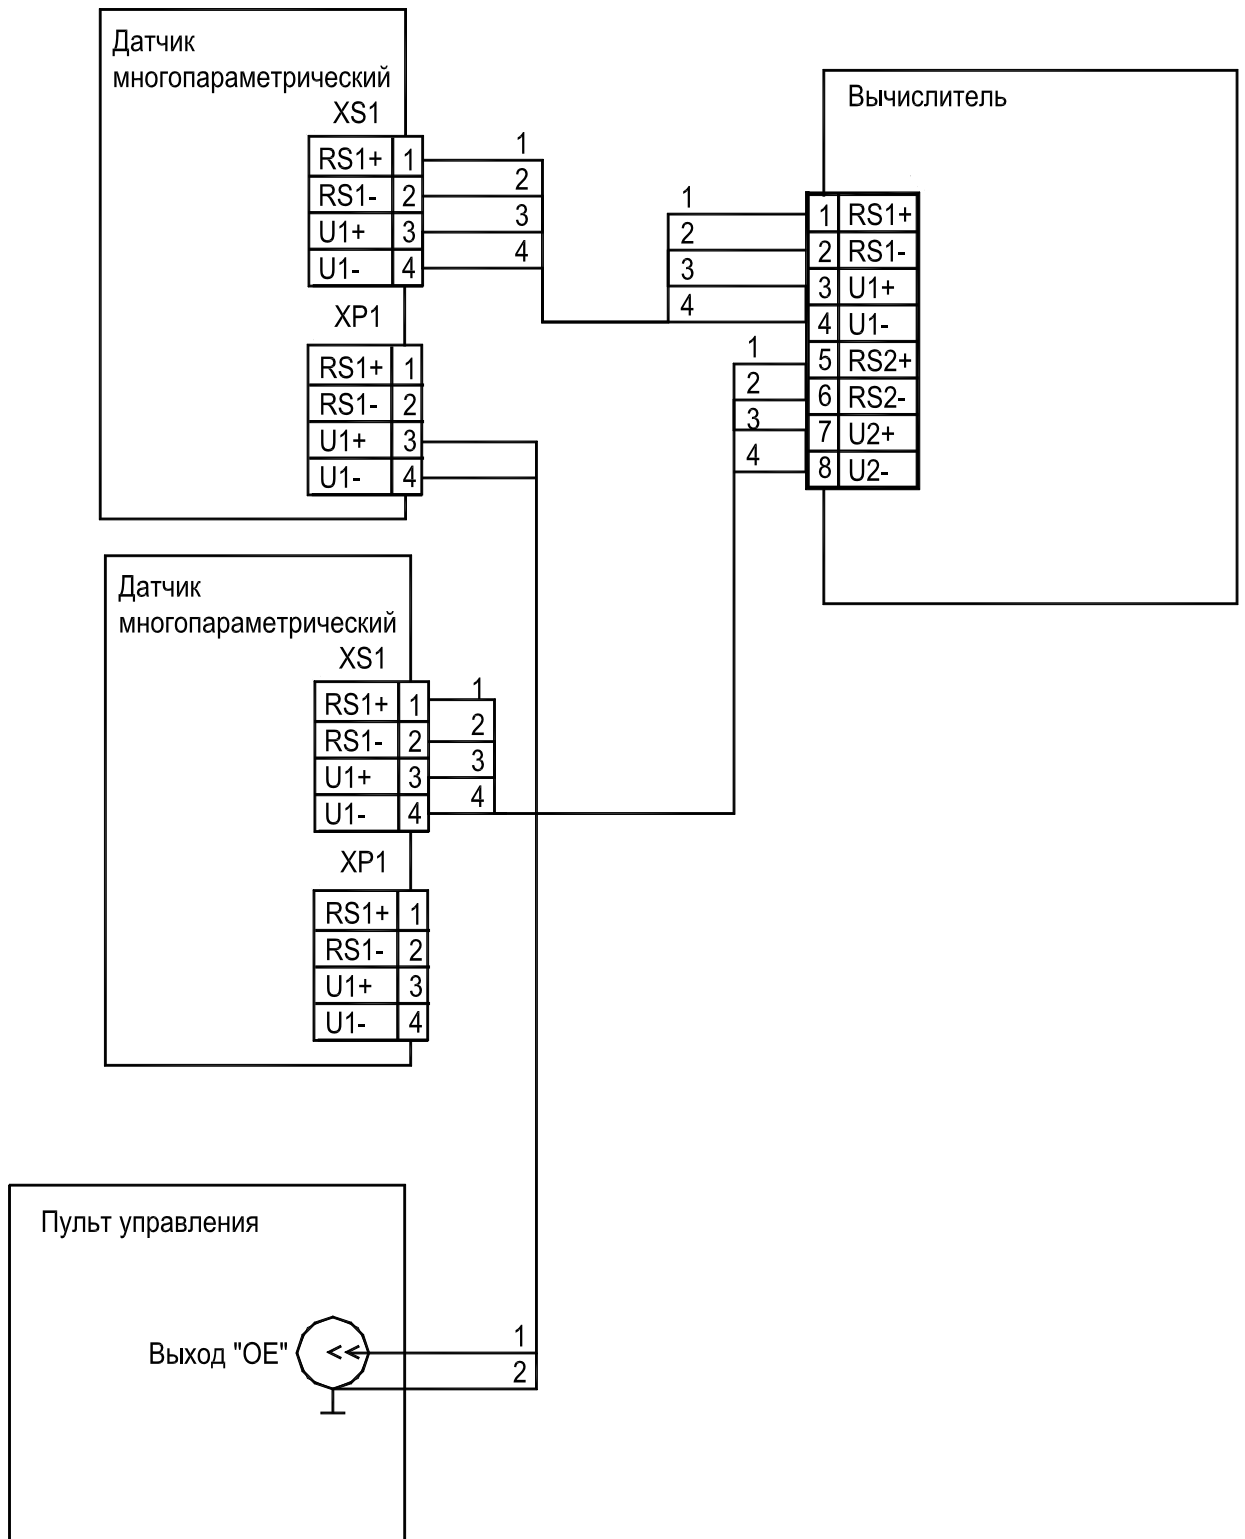 Датчик
многопараметрический
XS1
RS1+ 1
RS1- 2
U1+ 3
U1- 4
1
2
3
4
XP1
RS1+ 1
RS1- 2
U1+ 3
U1- 4
Вычислитель
1
2
3
4
1
2
3
4
1 RS1+
2 RS1-
3 U1+
4 U1-
5 RS2+
6 RS2-
7 U2+
8 U2-
Датчик
многопараметрический
XS1
RS1+ 1
RS1- 2
U1+ 3
U1- 4
1
2
3
4
XP1
RS1+ 1
RS1- 2
U1+ 3
U1- 4
Пульт управления
Выход "ОЕ"
1
2